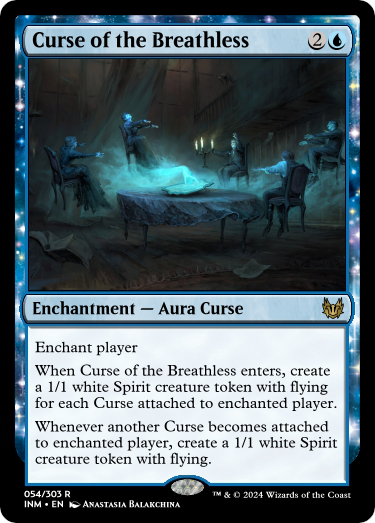 Curse of the Breathless 2
Enchantment — Aura Curse
Enchant player
When Curse of the Breathless enters, create
a 1/1 white Spirit creature token with flying
for each Curse attached to enchanted player.
Whenever another Curse becomes attached
to enchanted player, create a 1/1 white Spirit
creature token with flying.
054/303 R
INM • EN Anastasia Balakchina ™ & © 2024 Wizards of the Coast